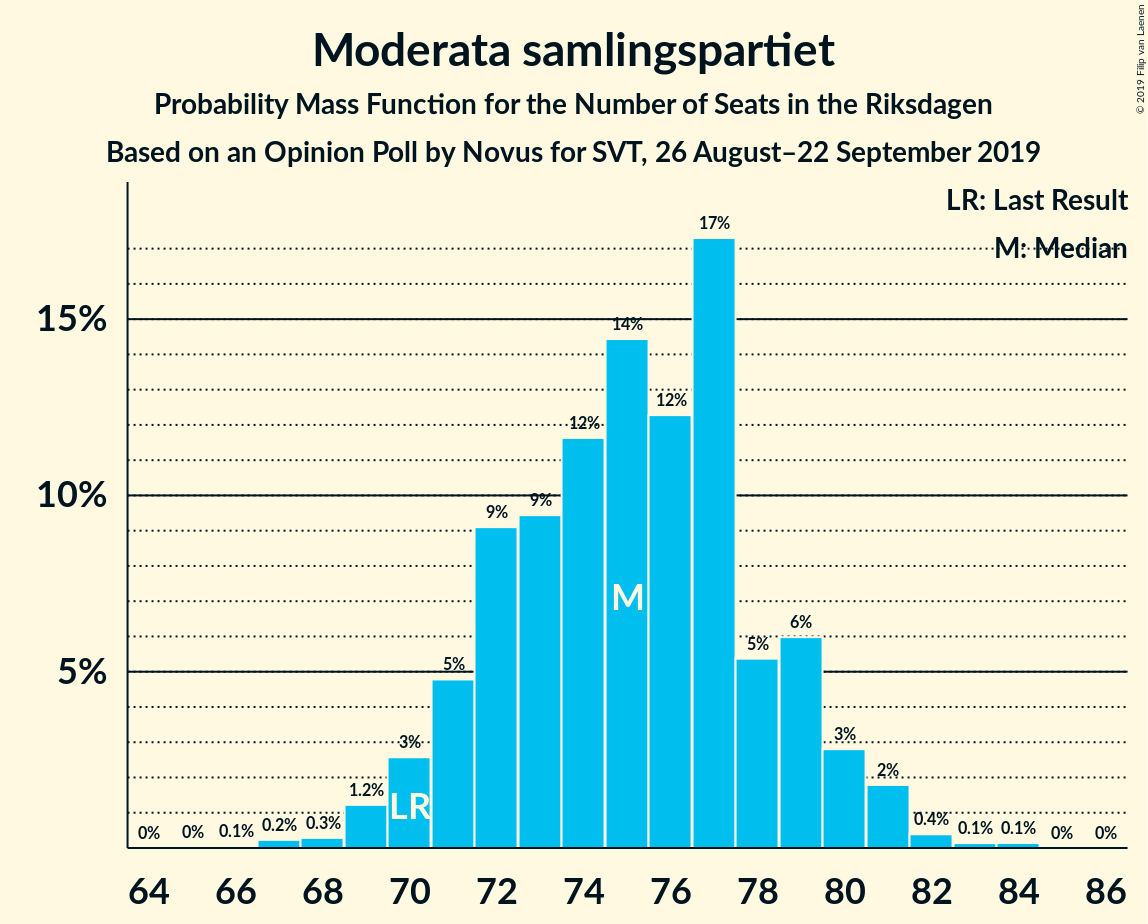 Moderata samlingspartiet
Probability Mass Function for the Number of Seats in the Riksdagen
Based on an Opinion Poll by Novus for SVT, 26 August–22 September 2019
© 2019 Filip van Laenen
LR: Last Result
M: Median
15%
10%
5%
0%
0%
0.1%
0.2%
0.3%
1.2%
3%
5%
9%
9%
12%
14%
12%
17%
5%
6%
3%
2%
0.4%
0.1%
0.1%
0%
0%
LR
M
64 66 68 70 72 74 76 78 80 82 84 86